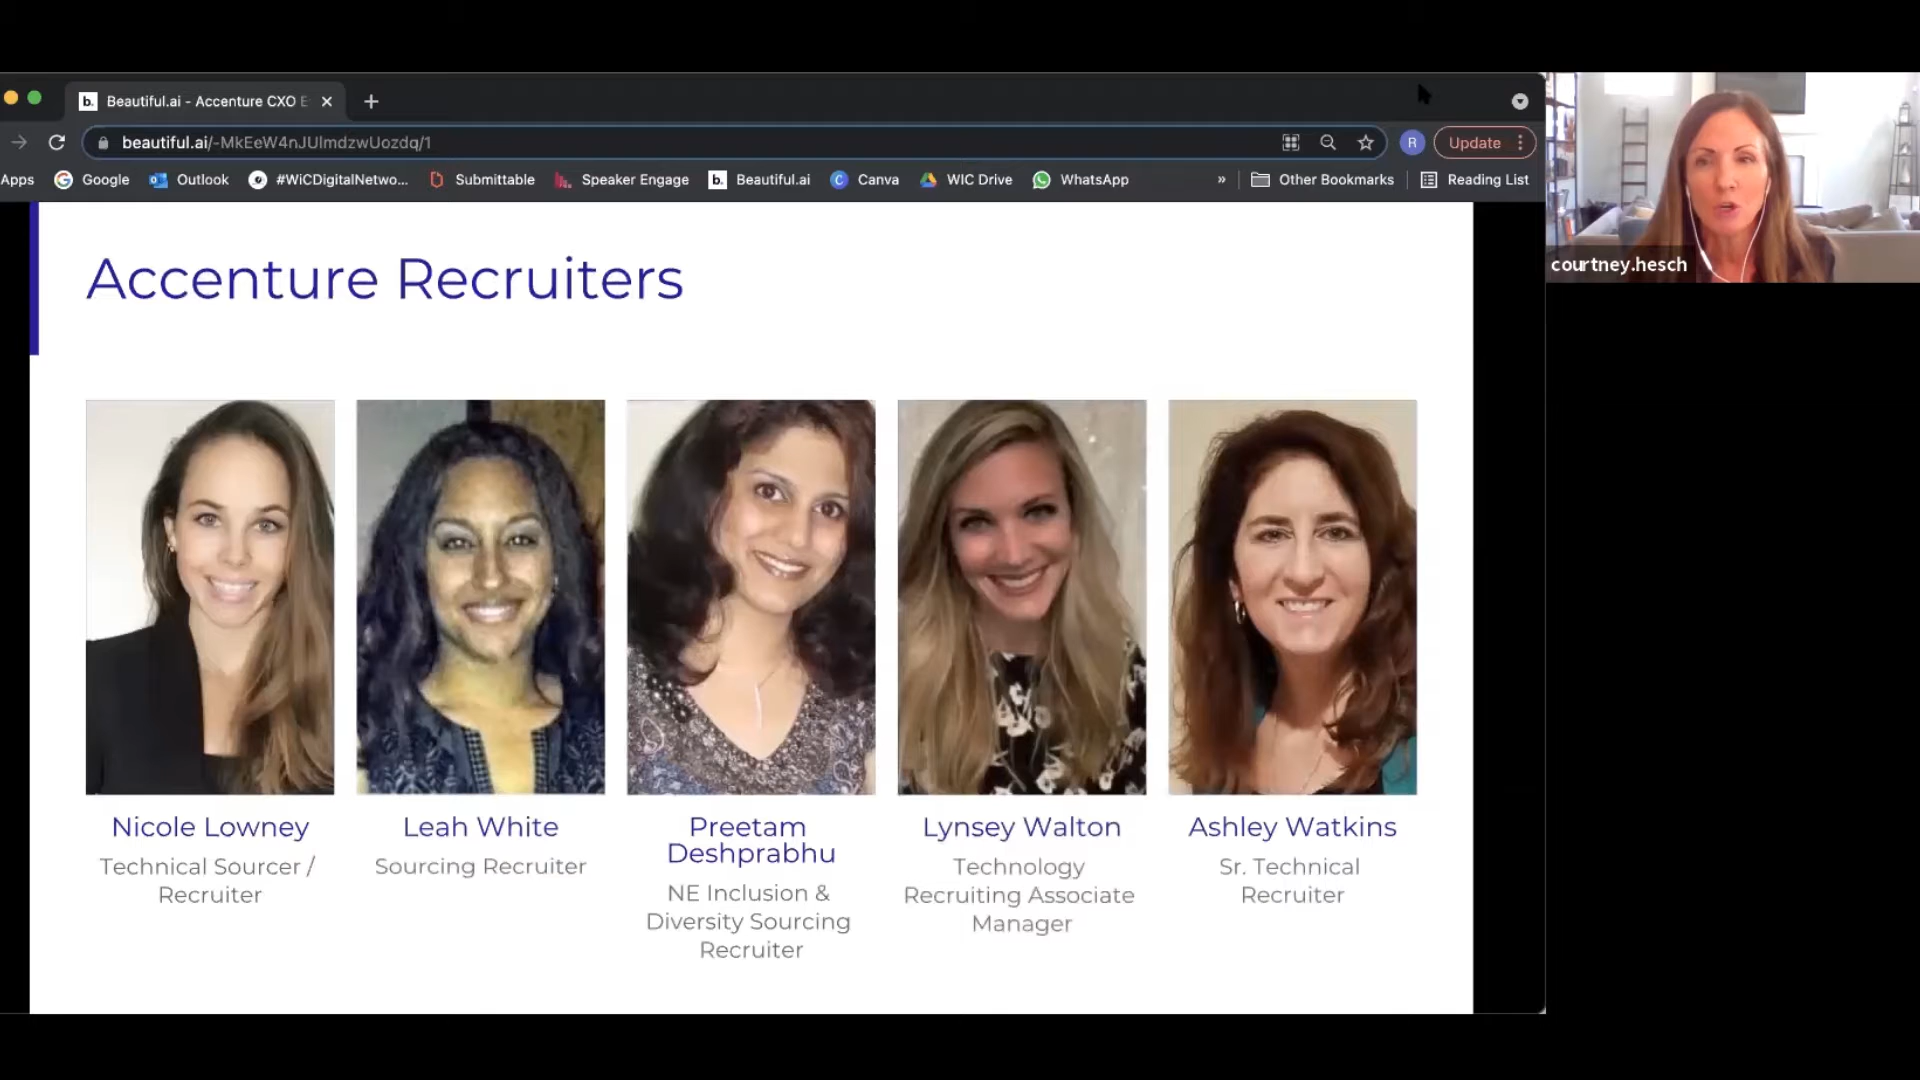 b. Beautiful.ai - Accenture CXO E
beautiful.ai/-MkEeW4nJUlmdzwUozdq/1
R
Update
Apps
Google
Outlook
#WiCDigitalNetwo...
Submittable
Speaker Engage
b. Beautiful.ai
C Canva
WIC Drive
WhatsApp
»
Other Bookmarks
Reading List
courtney.hesch
Accenture Recruiters
Nicole Lowney
Technical Sourcer /
Recruiter
Leah White
Sourcing Recruiter
Preetam
Deshprabhu
NE Inclusion &
Diversity Sourcing
Recruiter
Lynsey Walton
Technology
Recruiting Associate
Manager
Ashley Watkins
Sr. Technical
Recruiter